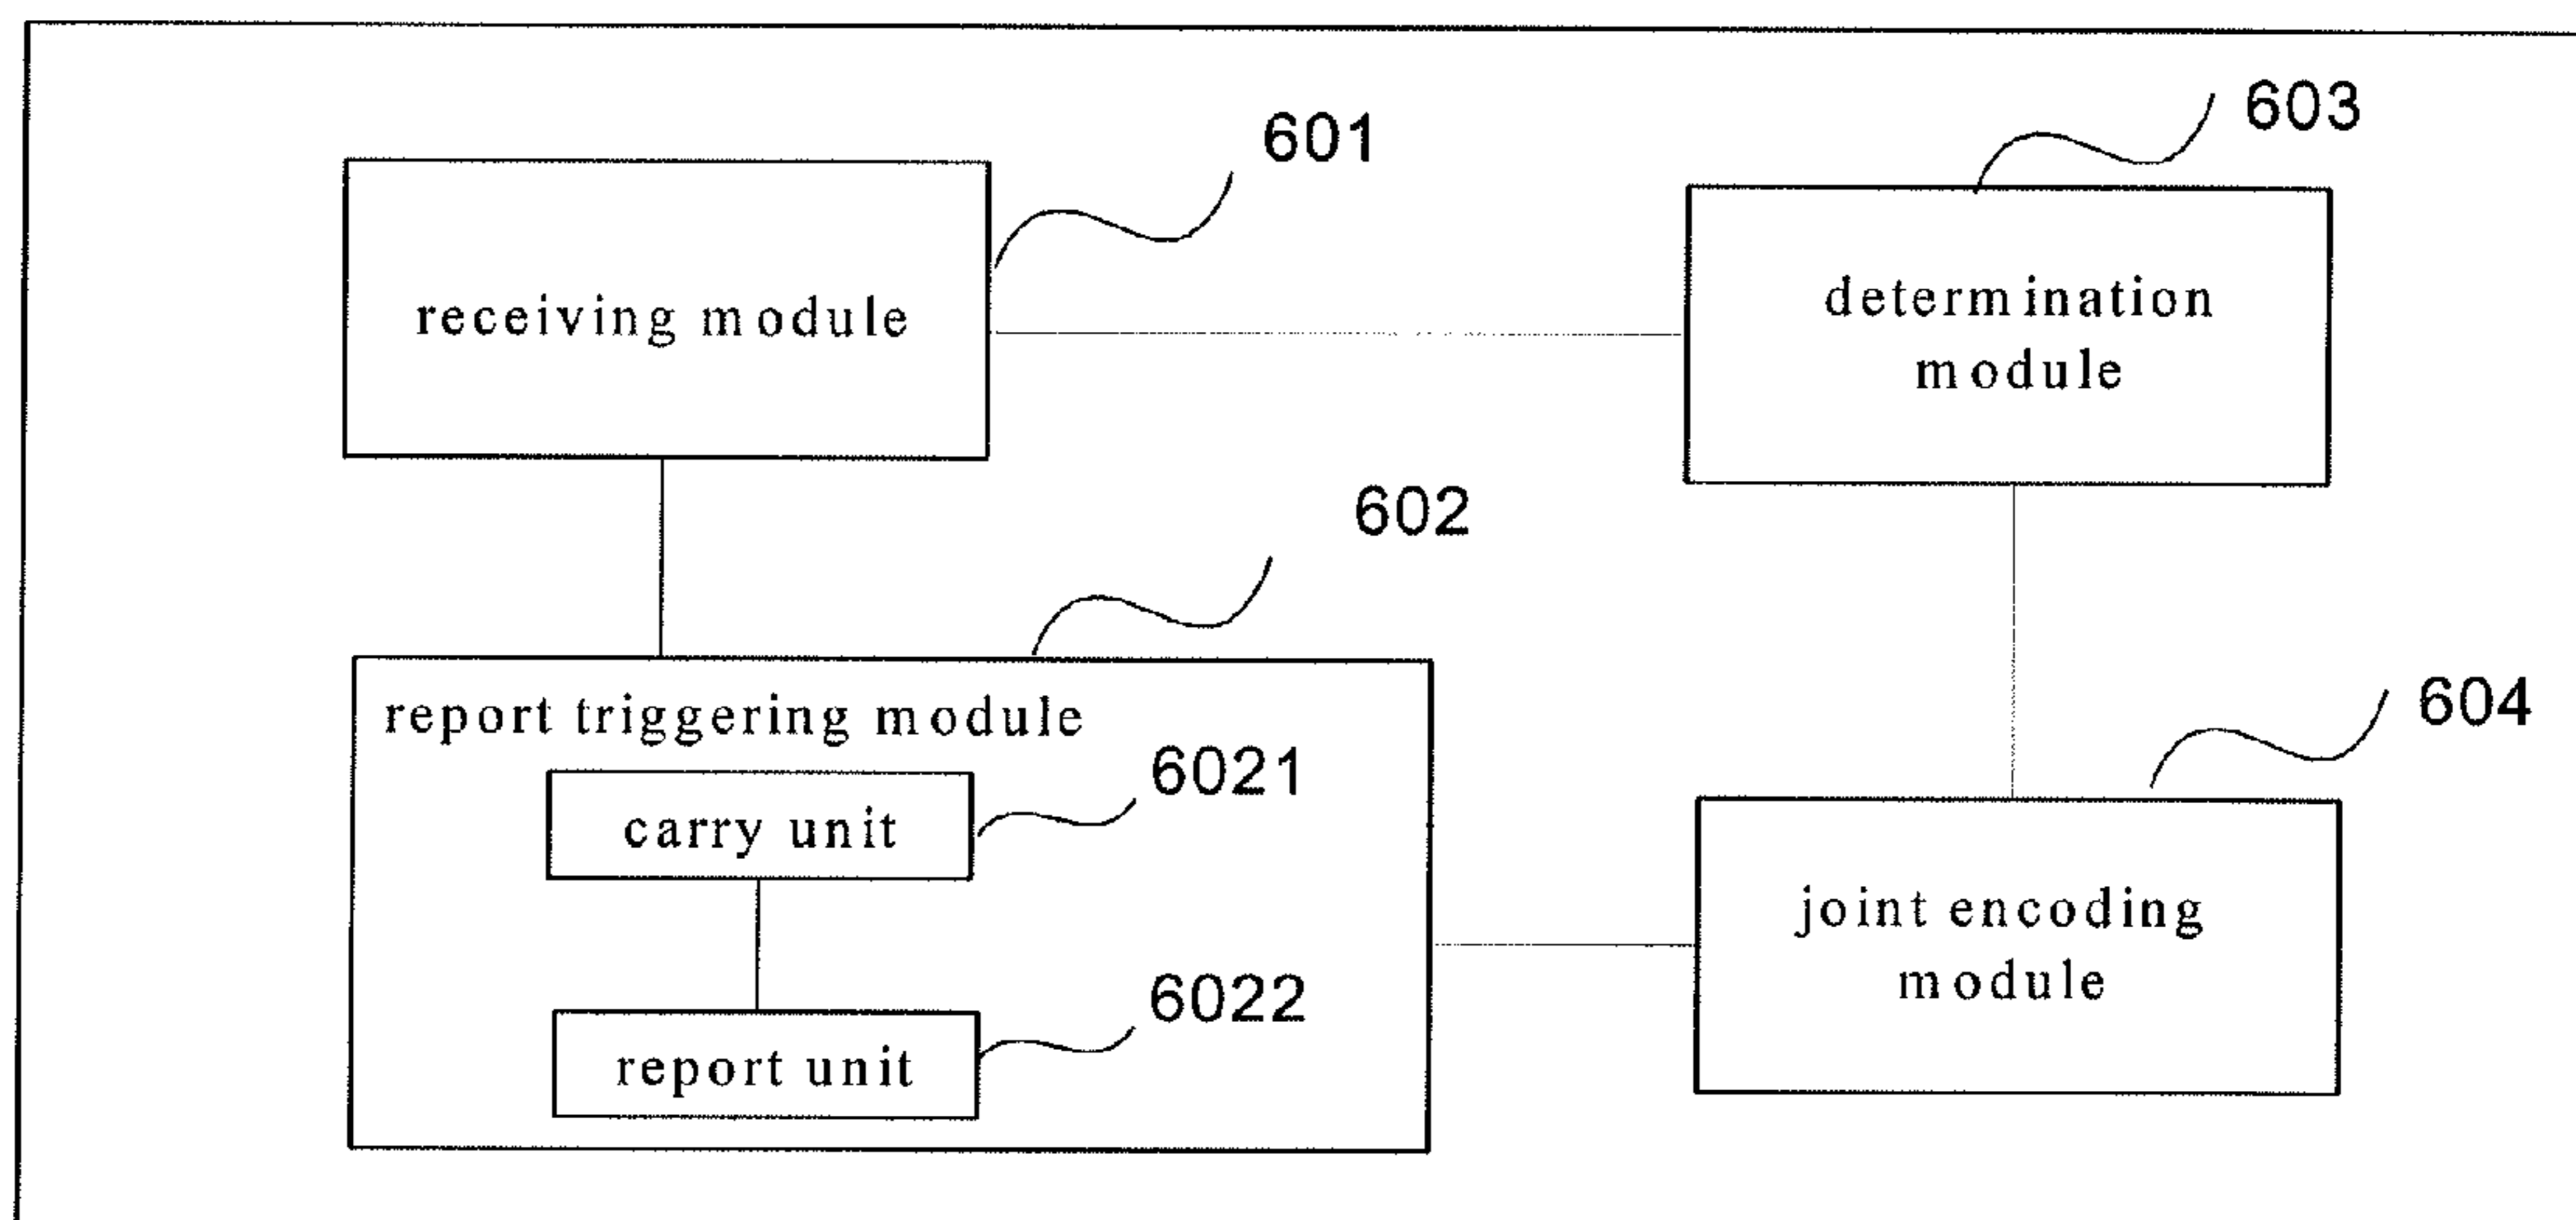 601
603
receiving module
determination
module
602
report triggering module
604
6021
carry unit
joint encoding
module
6022
report unit